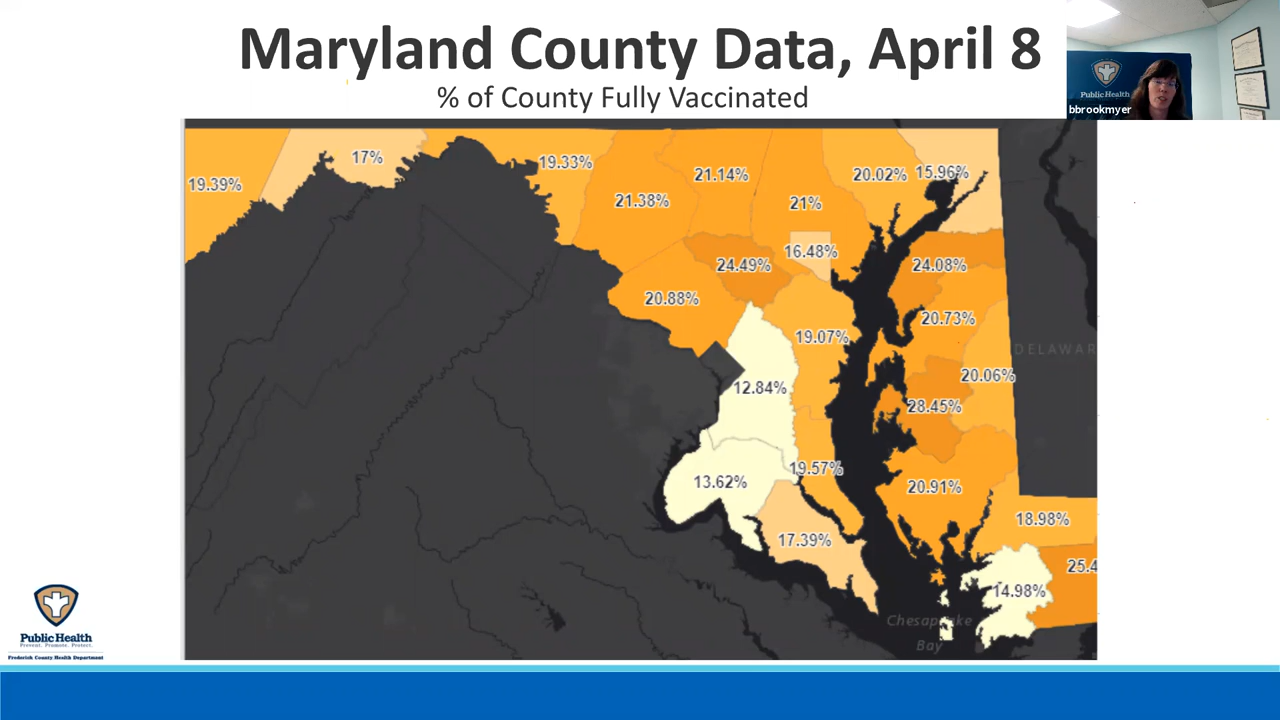 Maryland County Data, April 8
% of County Fully Vaccinated
Public Health
bbrookmyer
19.39%
17%
19.33%
21.38%
21.14%
21%
20.02%
15.96%
16.48%
24.49%
24.08%
20.88%
20.73%
19.07%
DELAWAR
12.84%
20.06%
28.45%
19.57%
13.62%
20.91%
18.98%
17.39%
25.4
14.98%
Chesapeake
Bay
Public Health
Prevent. Promote. Protect.
Frederick County Health Department